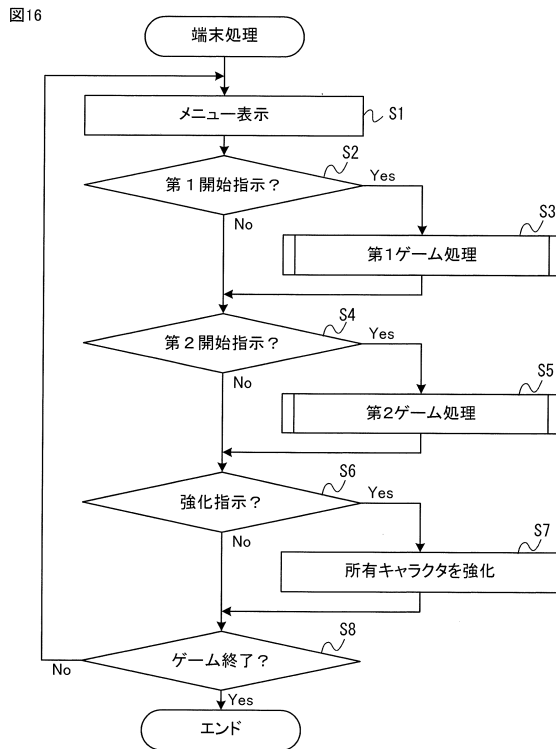 図16
端末処理
メニュー表示
S1
第1開始指示?
S2
Yes
No
第1ゲーム処理
S3
第2開始指示?
S4
Yes
No
第2ゲーム処理
S5
強化指示?
S6
Yes
No
所有キャラクタを強化
S7
ゲーム終了?
S8
No
Yes
エンド